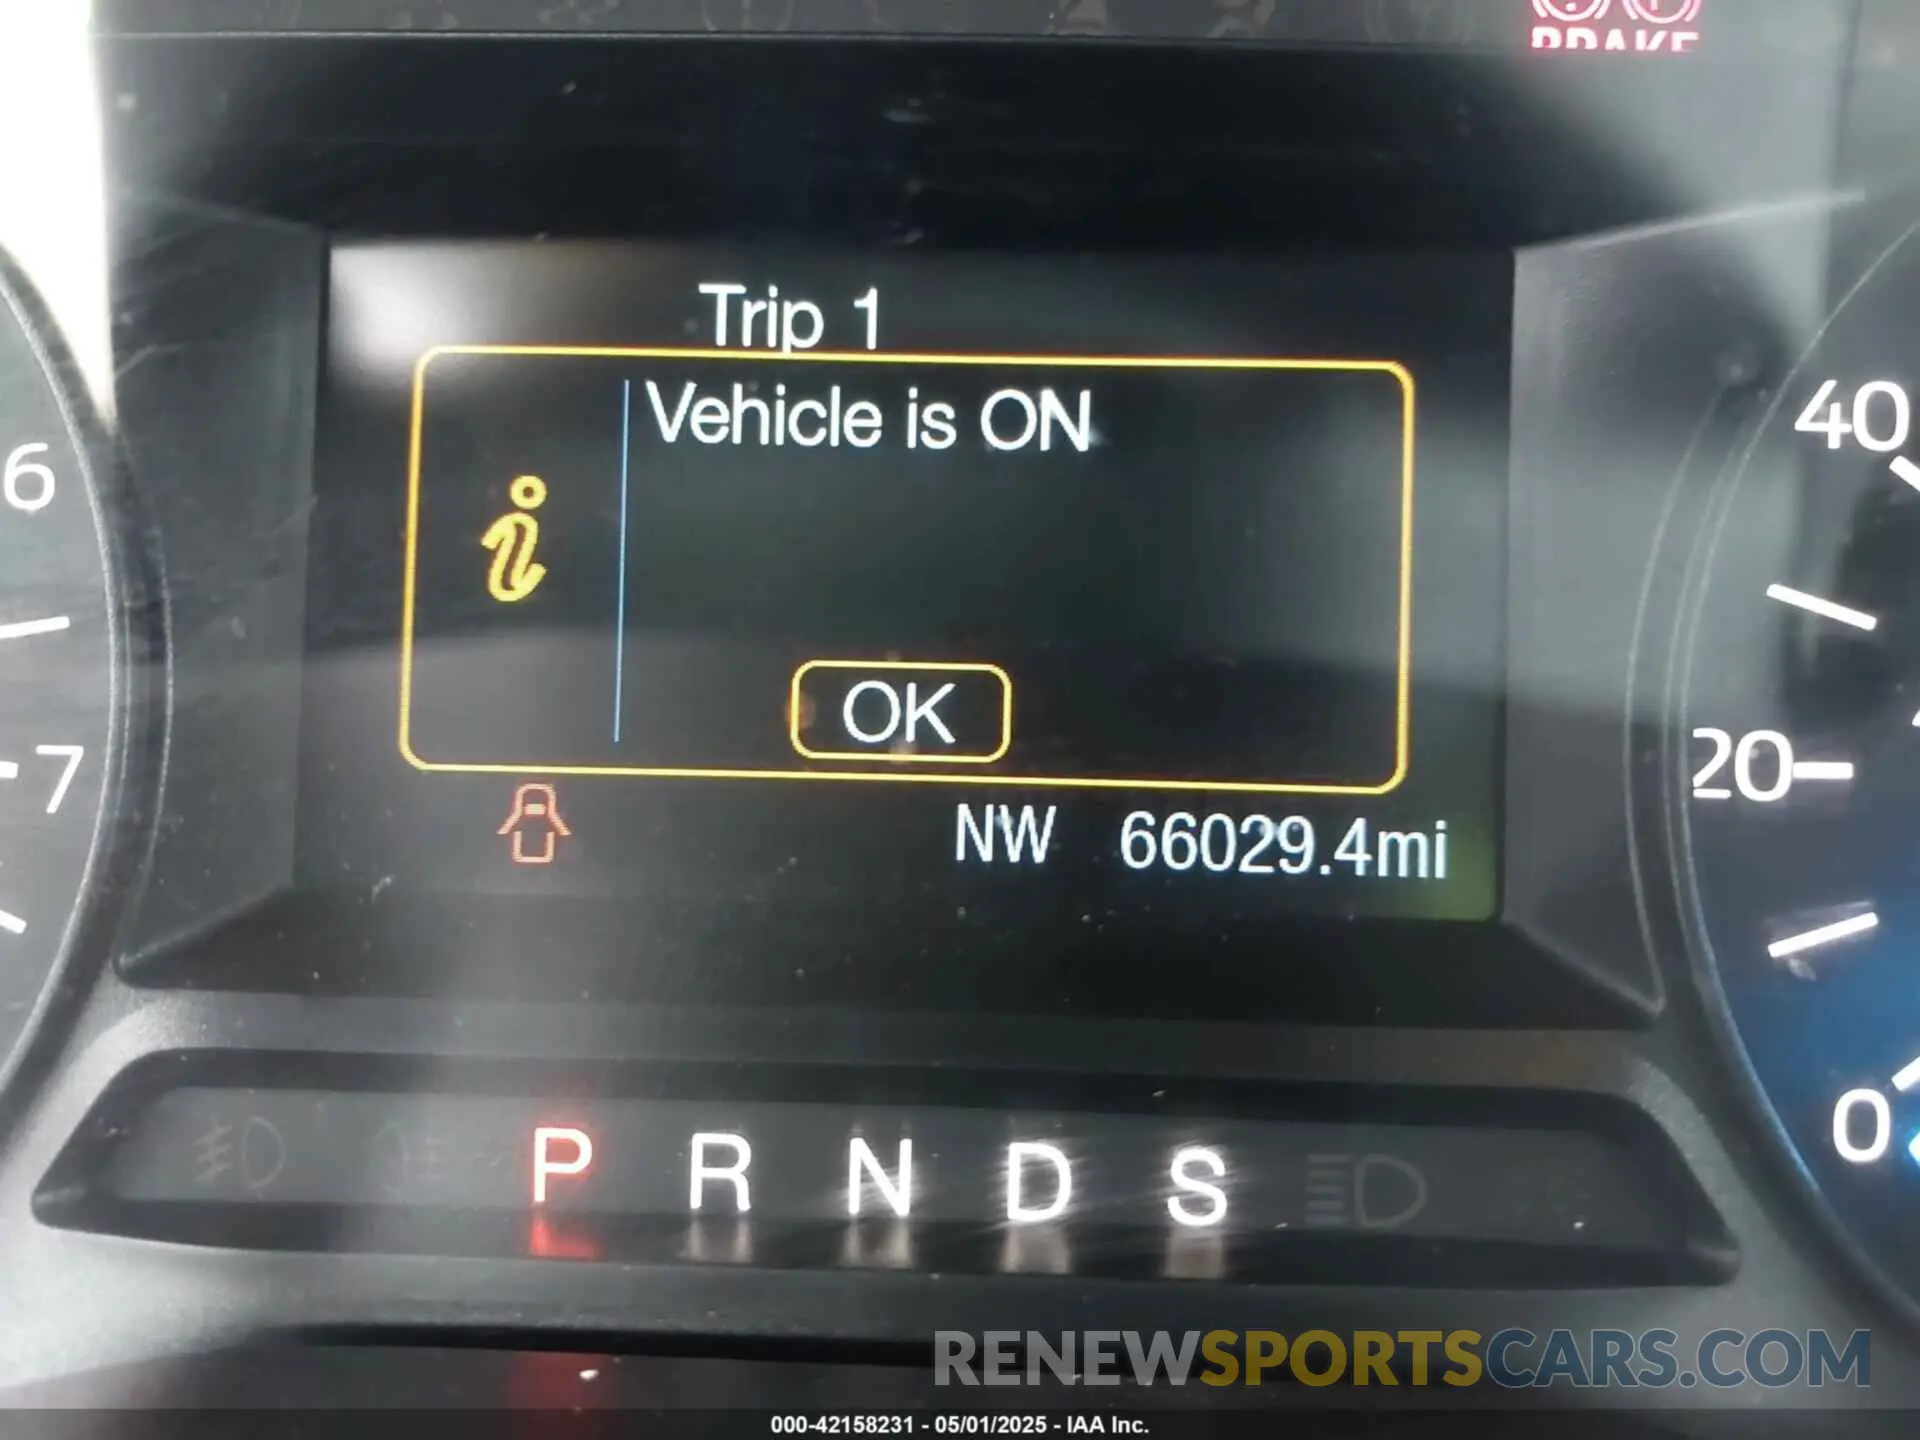 BRAKE
Trip 1
Vehicle is ON
OK
NW 66029.4mi
6
7
40
20
0
P R N D S
RENEWSPORTSCARS.COM
000-42158231 - 05/01/2025 - IAA Inc.